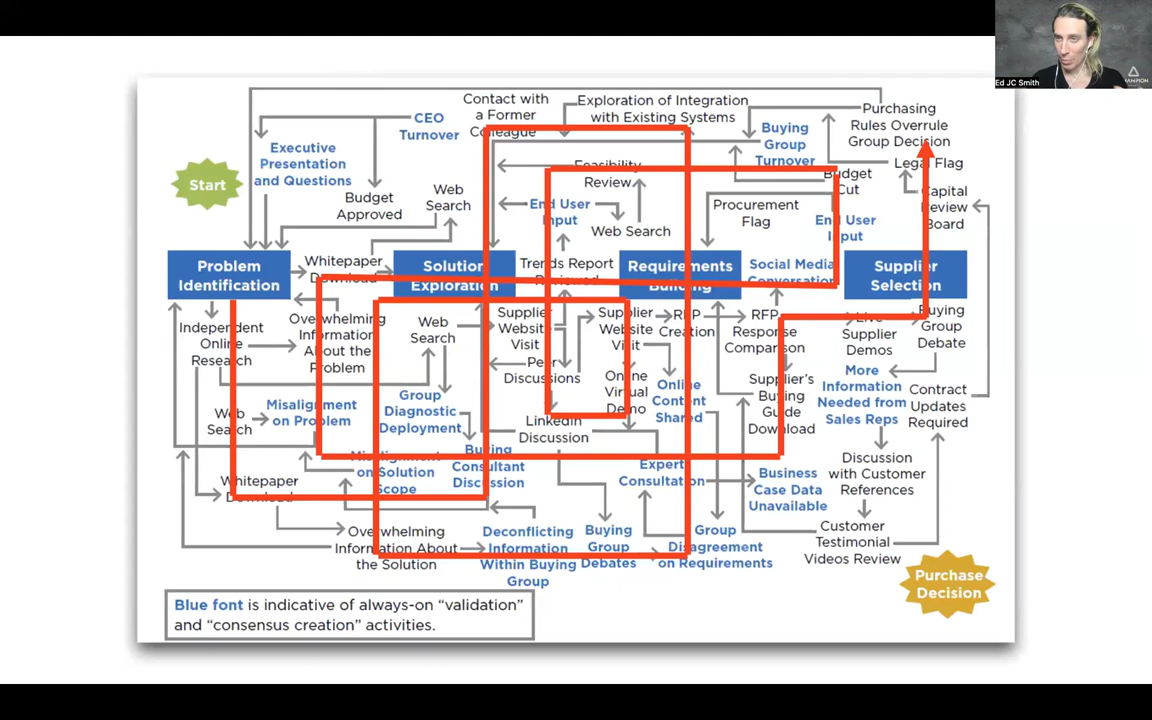 Ed JC Smith
Contact with
a Former
Colleague
Exploration of Integration
with Existing Systems
Purchasing
Rules Overrule
Group Decision
CEO
Turnover
Buying
Group
Turnover
Executive
Presentation
and Questions
Start
Feasibility
Review
Legal Flag
Budget
Cut
Budget
Approved
Web
Search
End User
Input
Web Search
Procurement
Flag
End User
Input
Capital
Review
Board
Problem
Identification
Whitepaper
Download
Solution
Exploration
Trends Report
Reviewed
Requirements
Building
Social Media
Conversation
Supplier
Selection
Independent
Online
Research
Overwhelming
Information
About the
Problem
Web
Search
Supplier
Website
Visit
Supplier
Website
Visit
RFP
Creation
RFP
Response
Comparison
Live
Supplier
Demos
Buying
Group
Debate
Peer
Discussions
Online
Virtual
Demo
Online
Content
Shared
Supplier's
Buying
Guide
Download
More
Information
Needed from
Sales Reps
Contract
Updates
Required
Web
Search
Misalignment
on Problem
Group
Diagnostic
Deployment
LinkedIn
Discussion
Misalignment
on Solution
Scope
Buying
Consultant
Discussion
Expert
Consultation
Business
Case Data
Unavailable
Discussion
with Customer
References
Whitepaper
Download
Overwhelming
Information About
the Solution
Deconflicting
Information
Within Buying
Group
Buying
Group
Debates
Group
Disagreement
on Requirements
Customer
Testimonial
Videos Review
Purchase
Decision
Blue font is indicative of always-on “validation”
and “consensus creation” activities.